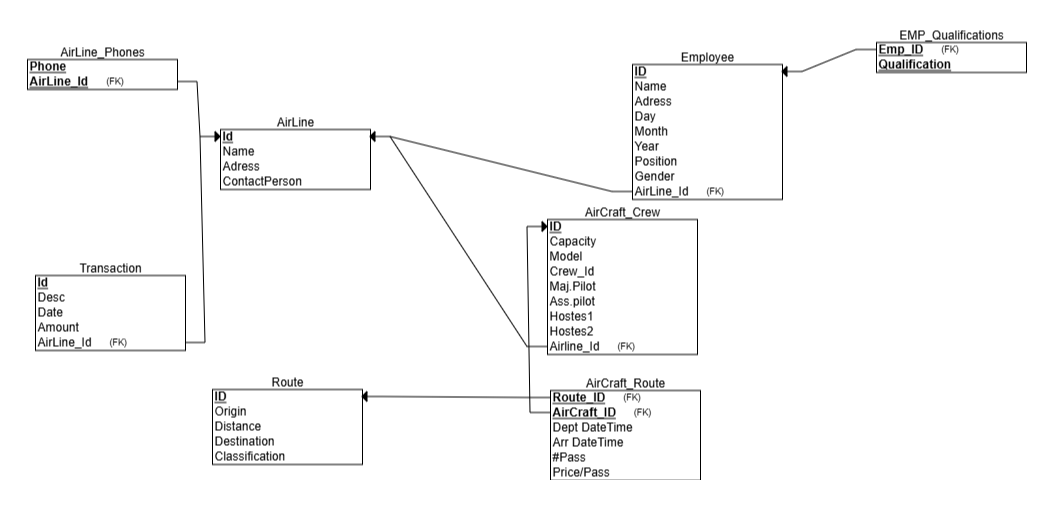 AirLine_Phones
Phone
AirLine_Id (FK)
AirLine
Id
Name
Adress
ContactPerson
Employee
ID
Name
Adress
Day
Month
Year
Position
Gender
AirLine_Id (FK)
EMP_Qualifications
Emp_ID (FK)
Qualification
AirCraft_Crew
ID
Capacity
Model
Crew_Id
Maj.Pilot
Ass.pilot
Hostes1
Hostes2
Airline_Id (FK)
Transaction
Id
Desc
Date
Amount
AirLine_Id (FK)
Route
ID
Origin
Distance
Destination
Classification
AirCraft_Route
Route_ID (FK)
AirCraft_ID (FK)
Dept DateTime
Arr DateTime
#Pass
Price/Pass